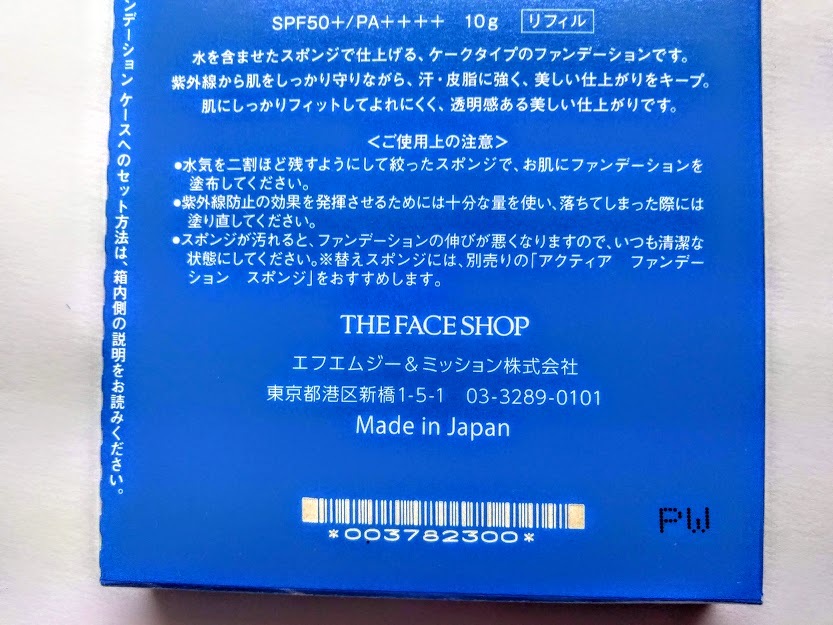 SPF50+/PA++++ 10g リフィル
水を含ませたスポンジで仕上げる、ケークタイプのファンデーションです。
紫外線から肌をしっかり守りながら、汗・皮脂に強く、美しい仕上がりをキープ。
肌にしっかりフィットしてよれにくく、透明感ある美しい仕上がりです。
<ご使用上の注意>
●水気を二割ほど残すようにして絞ったスポンジで、お肌にファンデーションを
塗布してください。
●紫外線防止の効果を発揮させるためには十分な量を使い、落ちてしまった際には
塗り直してください。
●スポンジが汚れると、ファンデーションの伸びが悪くなりますので、いつも清潔な
状態にしてください。※替えスポンジには、別売りの「アクティア ファンデー
ション スポンジ」をおすすめします。
THE FACE SHOP
エフエムジー&ミッション株式会社
東京都港区新橋1-5-1 03-3289-0101
Made in Japan
*003782300*
PW
ンデーション ケースへのセット方法は、箱内側の説明をお読みください。